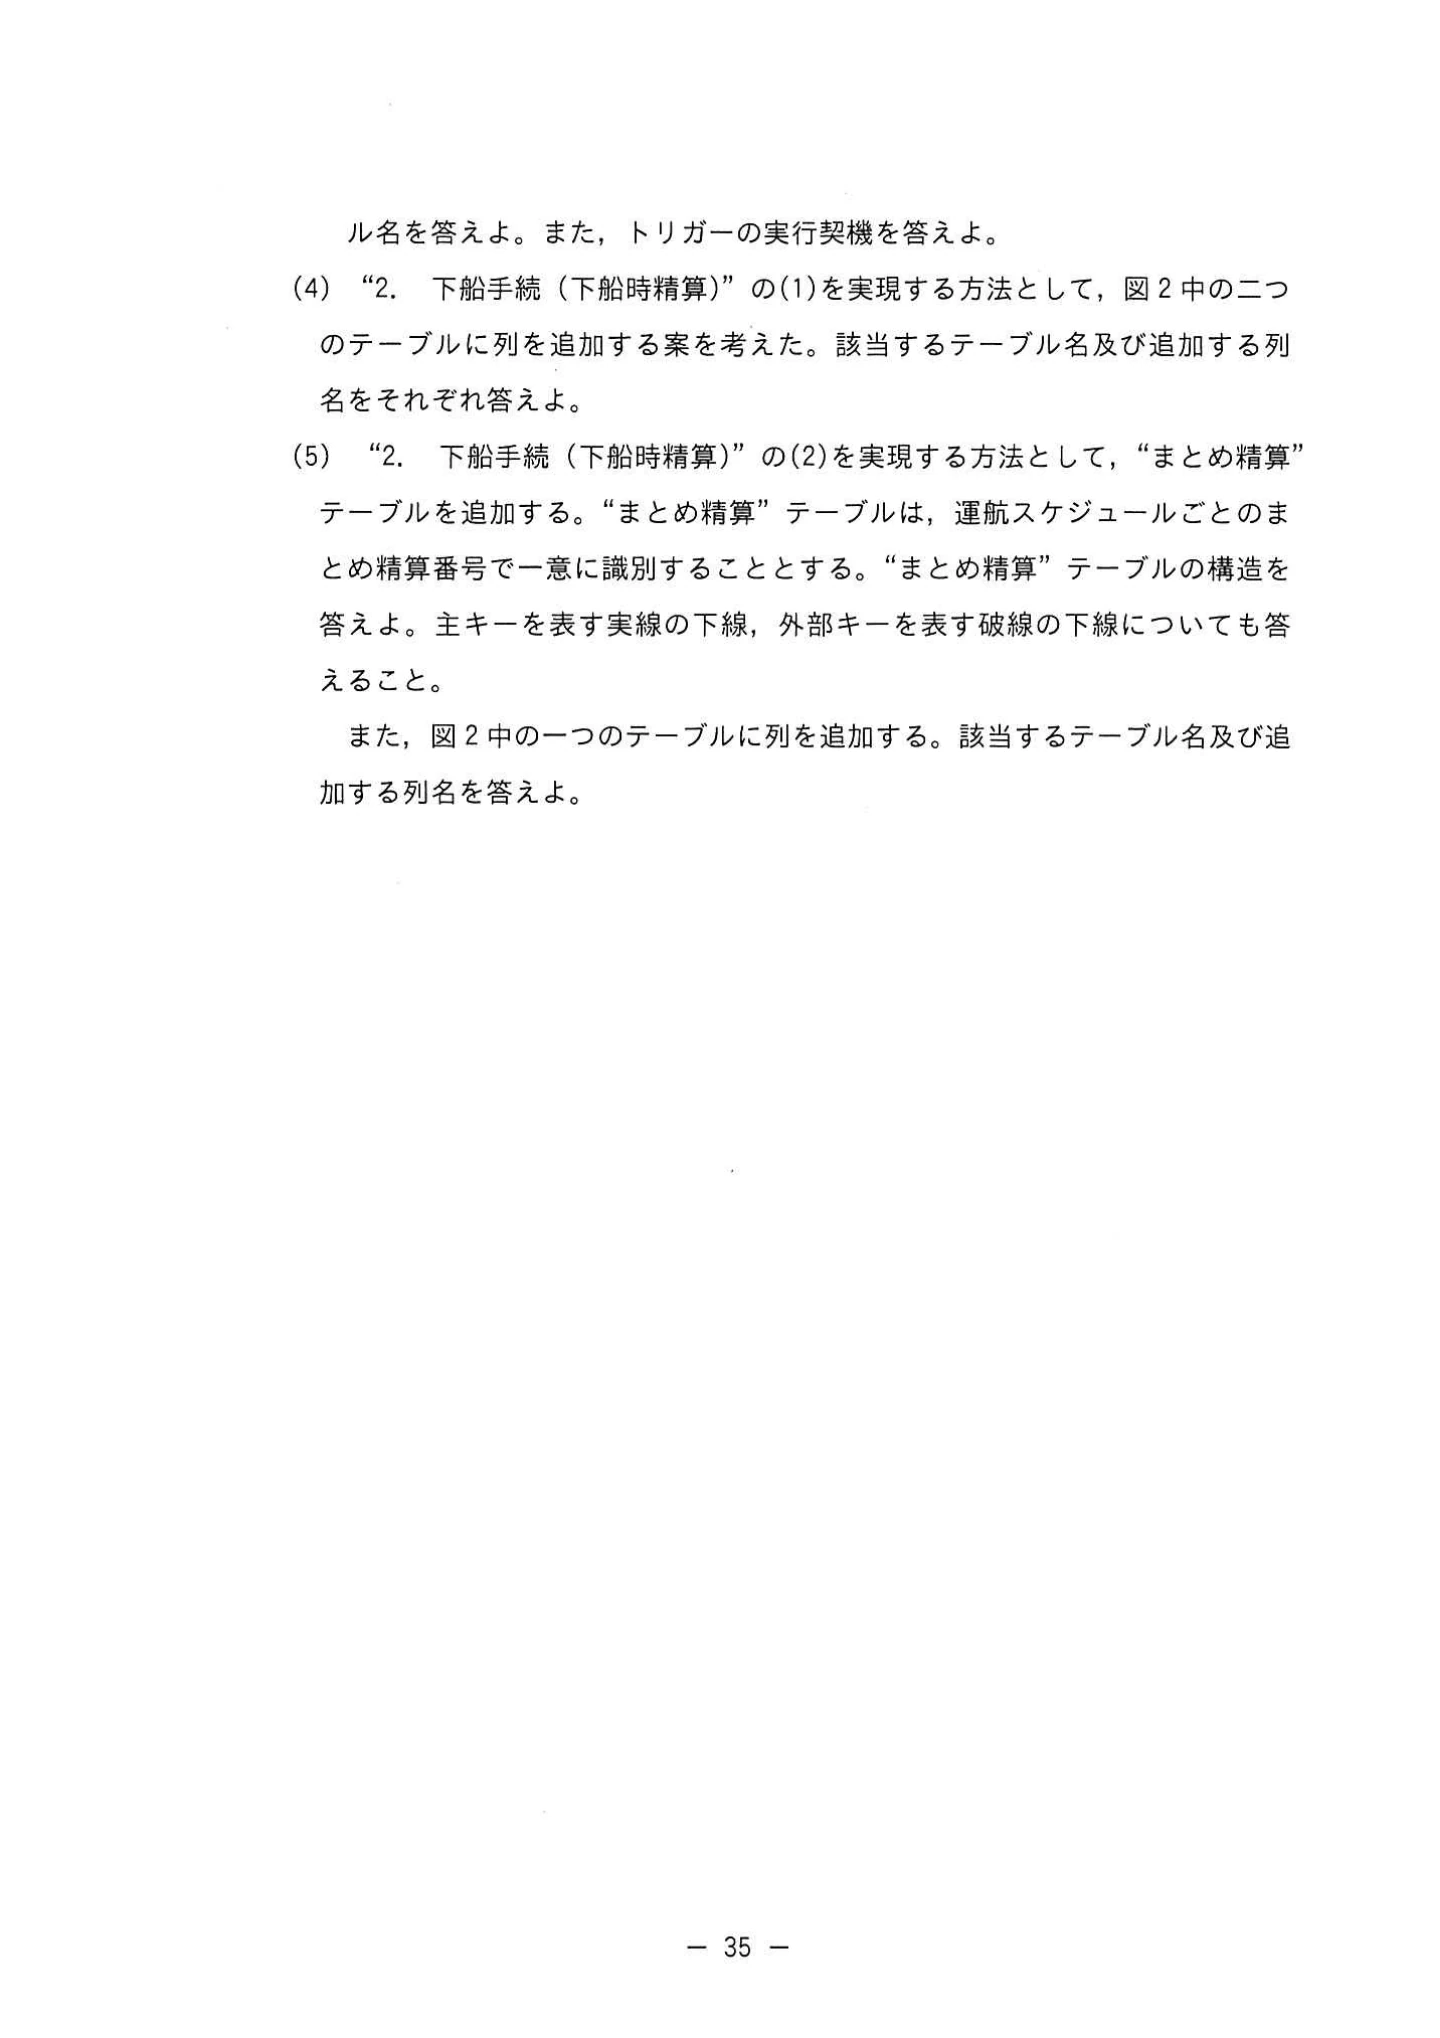 ル名を答えよ。また，トリガーの実行契機を答えよ。
(4) “2. 下船手続（下船時精算）” の(1)を実現する方法として，図２中の二つ
のテーブルに列を追加する案を考えた。該当するテーブル名及び追加する列
名をそれぞれ答えよ。
(5) “2. 下船手続（下船時精算）” の(2)を実現する方法として，“まとめ精算”
テーブルを追加する。“まとめ精算” テーブルは，運航スケジュールごとのま
とめ精算番号で一意に識別することとする。“まとめ精算” テーブルの構造を
答えよ。主キーを表す実線の下線，外部キーを表す破線の下線についても答
えること。
また，図２中の一つのテーブルに列を追加する。該当するテーブル名及び追
加する列名を答えよ。
－ 35 －